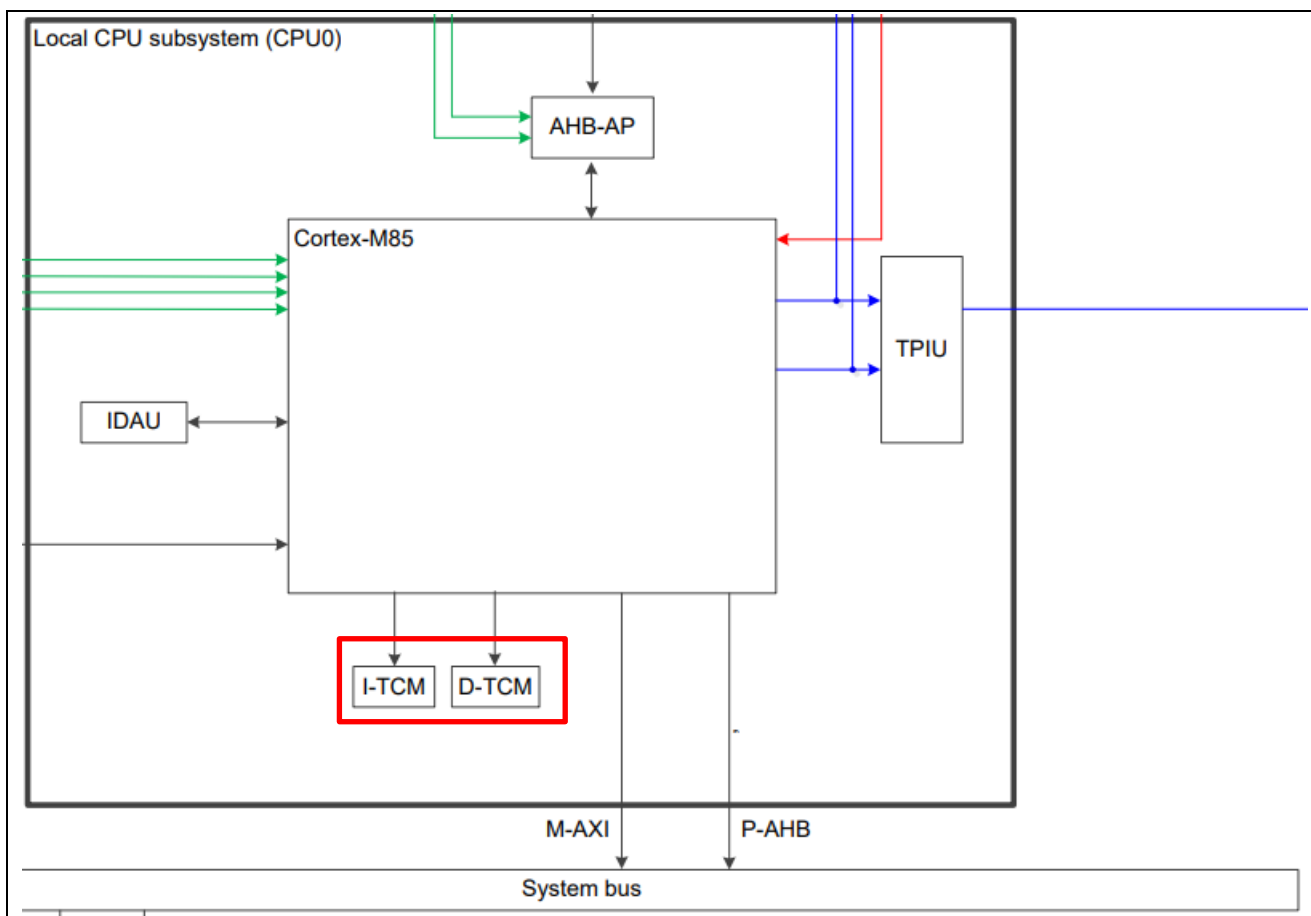 Local CPU subsystem (CPU0)
AHB-AP
Cortex-M85
TPIU
IDAU
I-TCM
D-TCM
M-AXI
P-AHB
System bus